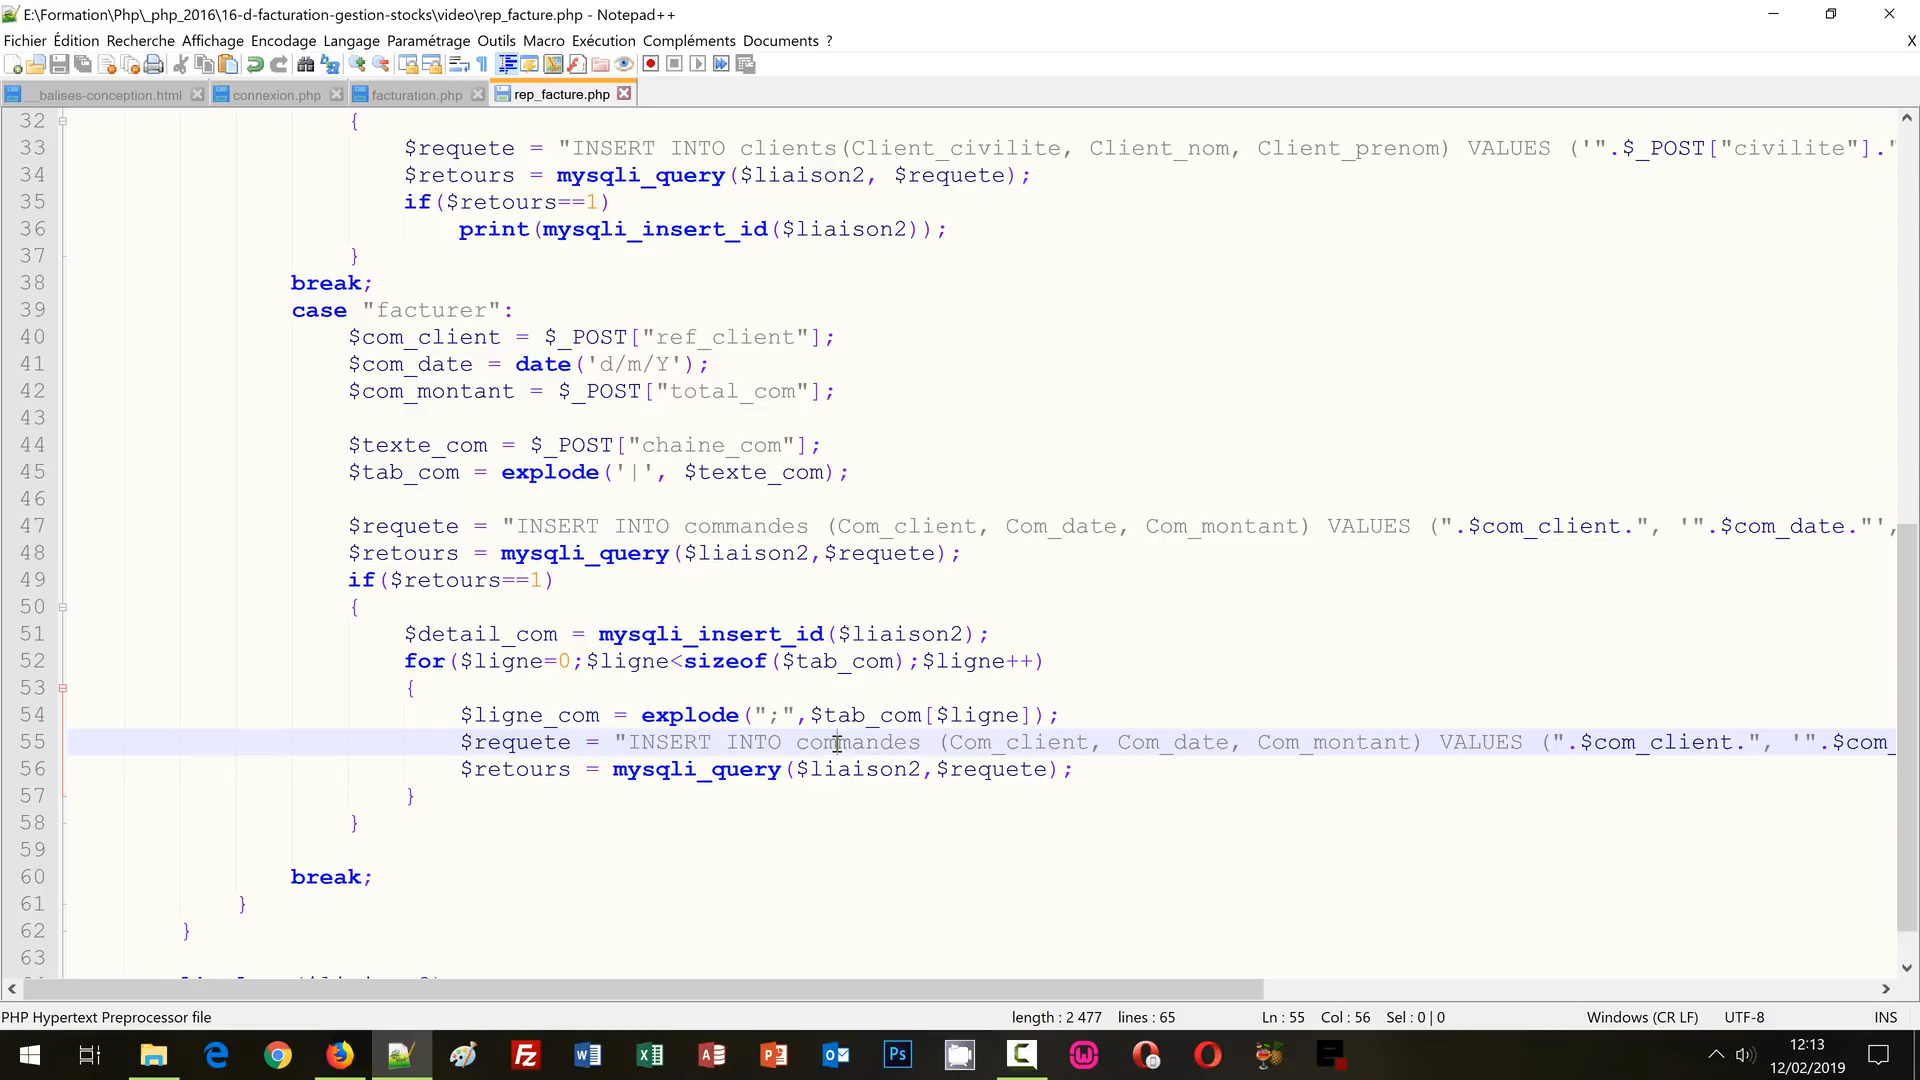 E:\Formation\Php\_php_2016\16-d-facturation-gestion-stocks\video\rep_facture.php - Notepad++
Fichier Édition Recherche Affichage Encodage Langage Paramétrage Outils Macro Exécution Compléments Documents ? X
__balises-conception.html connexion.php facturation.php rep_facture.php
32 {
33 $requete = "INSERT INTO clients(Client_civilite, Client_nom, Client_prenom) VALUES ('".$_POST["civilite"]."
34 $retours = mysqli_query($liaison2, $requete);
35 if($retours==1)
36 print(mysqli_insert_id($liaison2));
37 }
38 break;
39 case "facturer":
40 $com_client = $_POST["ref_client"];
41 $com_date = date('d/m/Y');
42 $com_montant = $_POST["total_com"];
43
44 $texte_com = $_POST["chaine_com"];
45 $tab_com = explode('|', $texte_com);
46
47 $requete = "INSERT INTO commandes (Com_client, Com_date, Com_montant) VALUES (".$com_client.", '".$com_date."',
48 $retours = mysqli_query($liaison2,$requete);
49 if($retours==1)
50 {
51 $detail_com = mysqli_insert_id($liaison2);
52 for($ligne=0;$ligne<sizeof($tab_com);$ligne++)
53 {
54 $ligne_com = explode(";",$tab_com[$ligne]);
55 $requete = "INSERT INTO commandes (Com_client, Com_date, Com_montant) VALUES (".$com_client.", '".$com_
56 $retours = mysqli_query($liaison2,$requete);
57 }
58 }
59
60 break;
61 }
62 }
63
PHP Hypertext Preprocessor file length : 2 477 lines : 65 Ln : 55 Col : 56 Sel : 0 | 0 Windows (CR LF) UTF-8 INS
12:13
12/02/2019